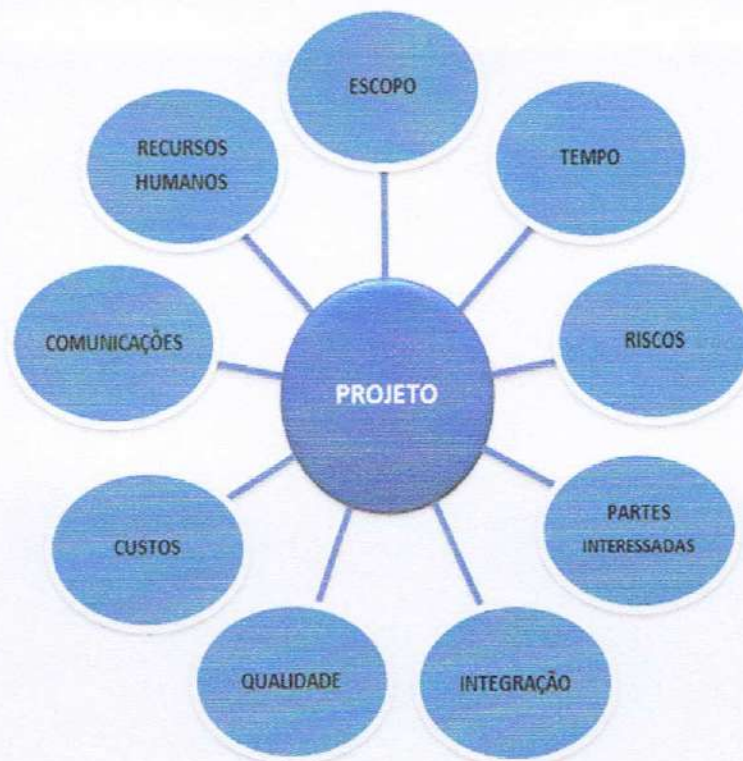 ESCOPO
TEMPO
RISCOS
PARTES
INTERESSADAS
INTEGRAÇÃO
QUALIDADE
CUSTOS
COMUNICAÇÕES
RECURSOS
HUMANOS
PROJETO